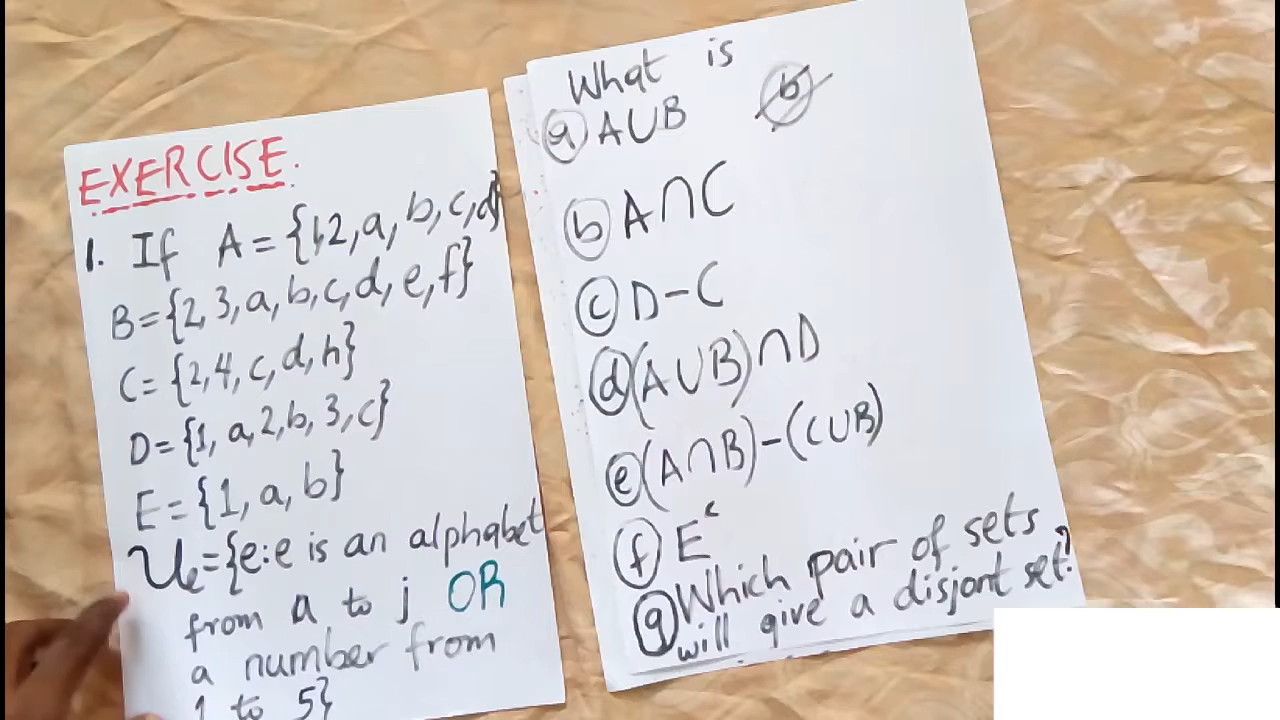 EXERCISE.
1. If A = {1,2,a,b,c,d}
B={2,3,a,b,c,d,e,f}
C= {2,4,c,d,h}
D={1,a,2,b,3,c}
E={1,a,b}
U={e:e is an alphabet
from a to j OR
a number from
1 to 5}
What is
(a) A∪B (b)
(b) A∩C
(c) D-C
(d) (A∪B)∩D
(e) (A∩B)-(C∪B)
(f) Eᶜ
(g) Which pair of sets
will give a disjont set?